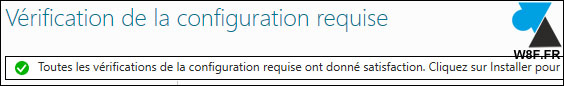 Vérification de la configuration requise
W8F.FR
Toutes les vérifications de la configuration requise ont donné satisfaction. Cliquez sur Installer pour